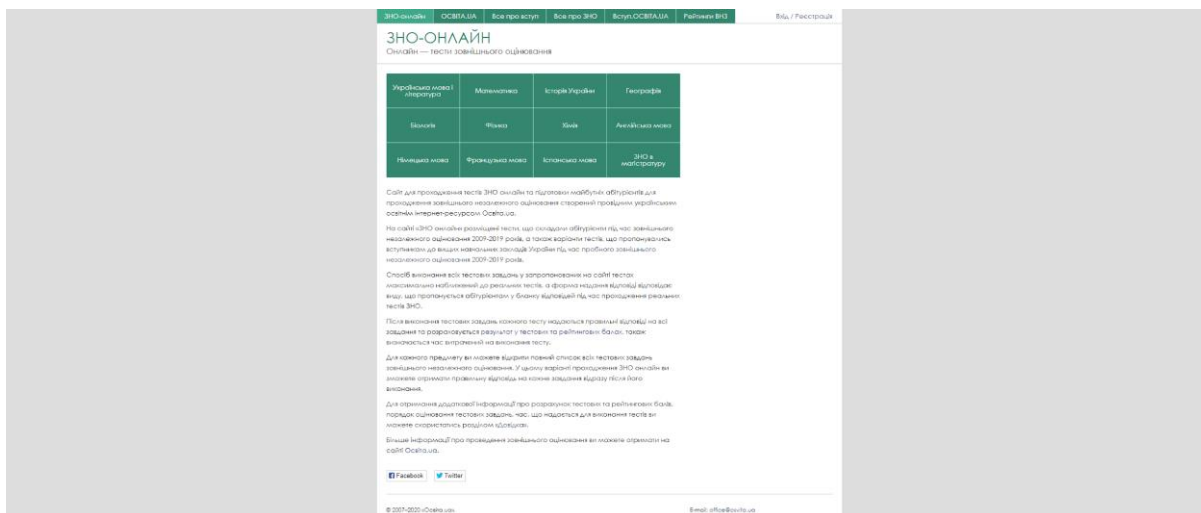 ЗНО-онлайн ОСВІТА.UA Все про вступ Все про ЗНО Вступ.ОСВІТА.UA Рейтинги ВНЗ Вхід / Реєстрація
ЗНО-ОНЛАЙН
Онлайн — тести зовнішнього оцінювання
Українська мова і література Математика Історія України Географія
Біологія Фізика Хімія Англійська мова
Німецька мова Французька мова Іспанська мова ЗНО в магістратуру
Сайт для проходження тестів ЗНО онлайн та підготовки майбутніх абітурієнтів для
проходження зовнішнього незалежного оцінювання створений провідним українським
освітнім інтернет-ресурсом Освіта.ua.
На сайті «ЗНО онлайн» розміщені тести, що складали абітурієнти під час зовнішнього
незалежного оцінювання 2009-2019 років, а також варіанти тестів, що пропонувались
вступникам до вищих навчальних закладів України під час пробного зовнішнього
незалежного оцінювання 2009-2019 років.
Спосіб виконання всіх тестових завдань у запропонованих на сайті тестах
максимально наближений до реальних тестів, а форма надання відповіді відповідає
виду, що пропонується абітурієнтам у бланку відповідей під час проходження реальних
тестів ЗНО.
Після виконання тестових завдань кожного тесту надаються правильні відповіді на всі
завдання та розраховується результат у тестових та рейтингових балах, також
визначається час витрачений на виконання тесту.
Для кожного предмету ви можете відкрити повний список всіх тестових завдань
зовнішнього незалежного оцінювання. У цьому варіанті проходження ЗНО онлайн ви
зможете отримати правильну відповідь на кожне завдання відразу після його
виконання.
Для отримання додаткової інформації про розрахунок тестових та рейтингових балів,
порядок оцінювання тестових завдань, час, що надається для виконання тестів ви
можете скористатись розділом «Довідка».
Більше інформації про проведення зовнішнього оцінювання ви можете отримати на
сайті Освіта.ua.
Facebook Twitter
© 2007-2020 «Освіта.ua» E-mail: office@osvita.ua